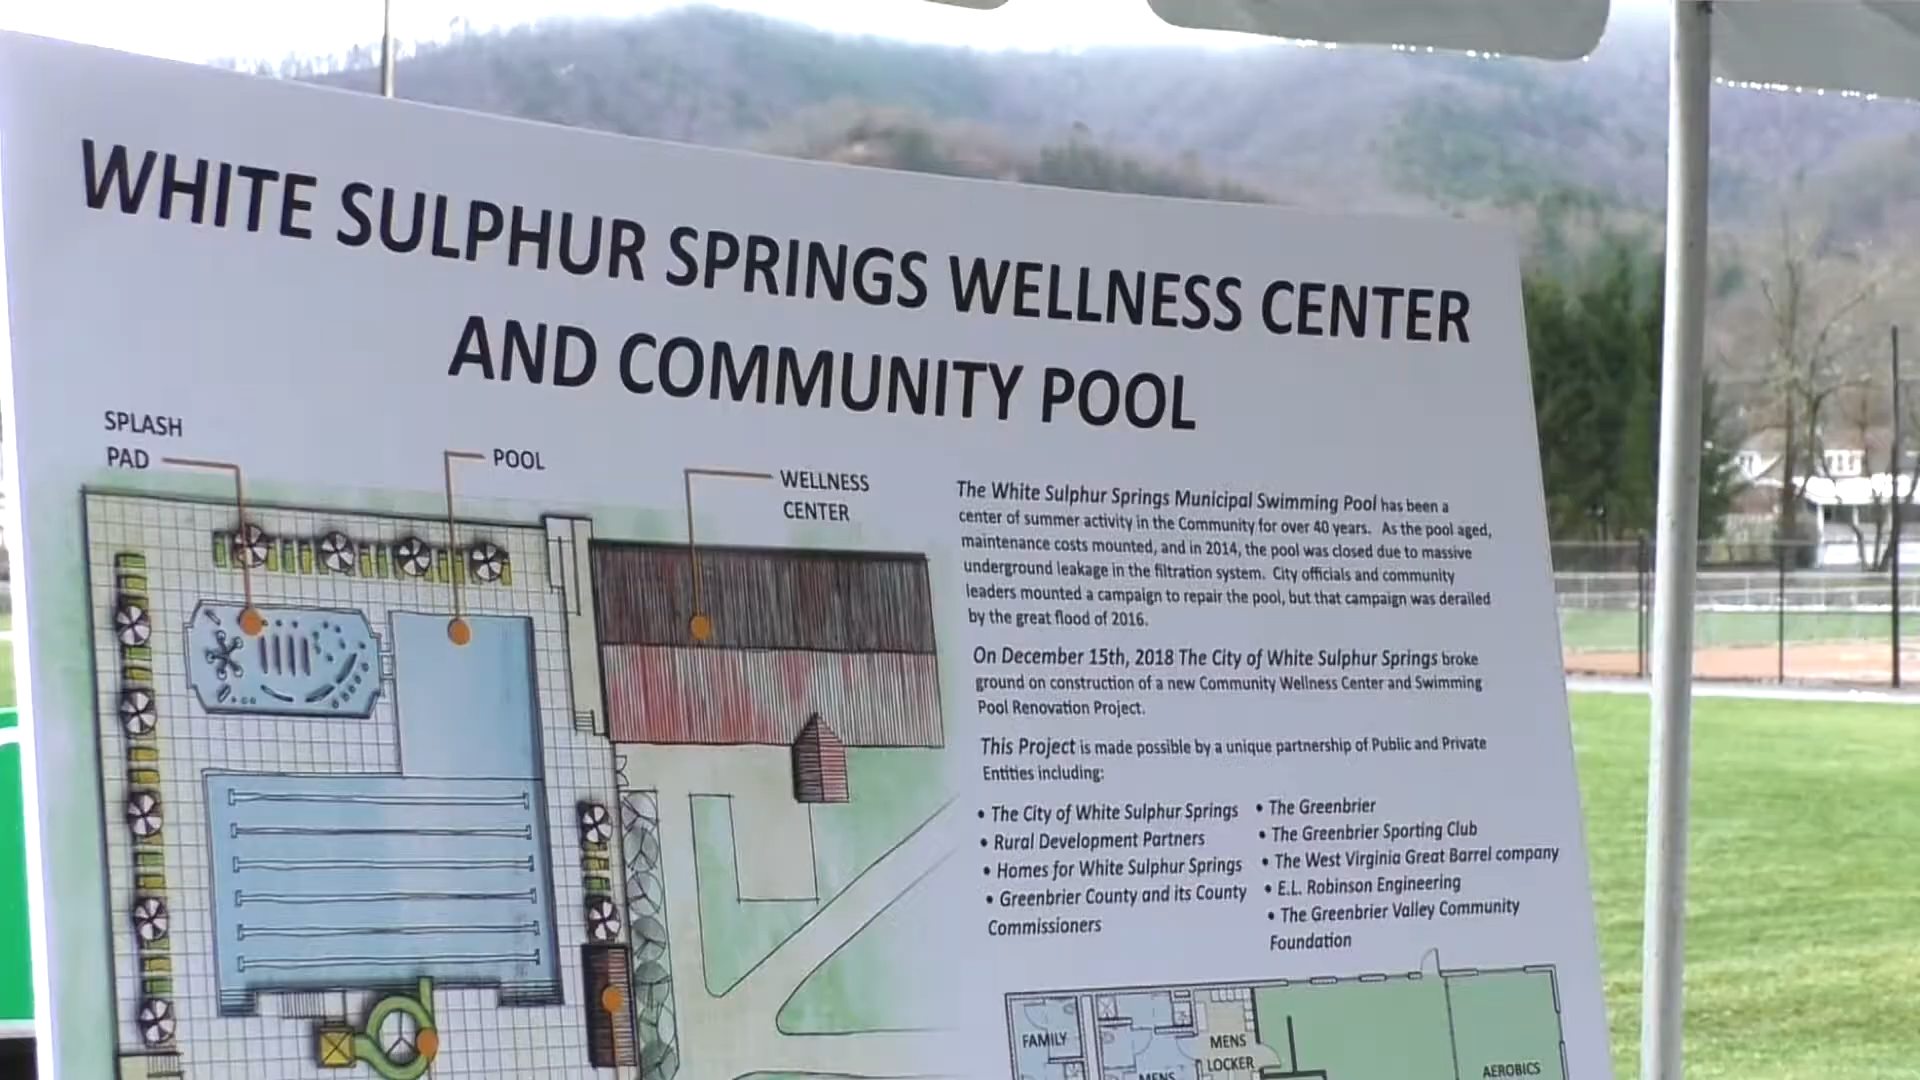 WHITE SULPHUR SPRINGS WELLNESS CENTER
AND COMMUNITY POOL
SPLASH
PAD
POOL
WELLNESS
CENTER
The White Sulphur Springs Municipal Swimming Pool has been a
center of summer activity in the Community for over 40 years. As the pool aged,
maintenance costs mounted, and in 2014, the pool was closed due to massive
underground leakage in the filtration system. City officials and community
leaders mounted a campaign to repair the pool, but that campaign was derailed
by the great flood of 2016.
On December 15th, 2018 The City of White Sulphur Springs broke
ground on construction of a new Community Wellness Center and Swimming
Pool Renovation Project.
This Project is made possible by a unique partnership of Public and Private
Entities including:
• The City of White Sulphur Springs
• Rural Development Partners
• Homes for White Sulphur Springs
• Greenbrier County and its County
Commissioners
• The Greenbrier
• The Greenbrier Sporting Club
• The West Virginia Great Barrel company
• E.L. Robinson Engineering
• The Greenbrier Valley Community
Foundation
FAMILY
MENS
LOCKER
MENS
AEROBICS